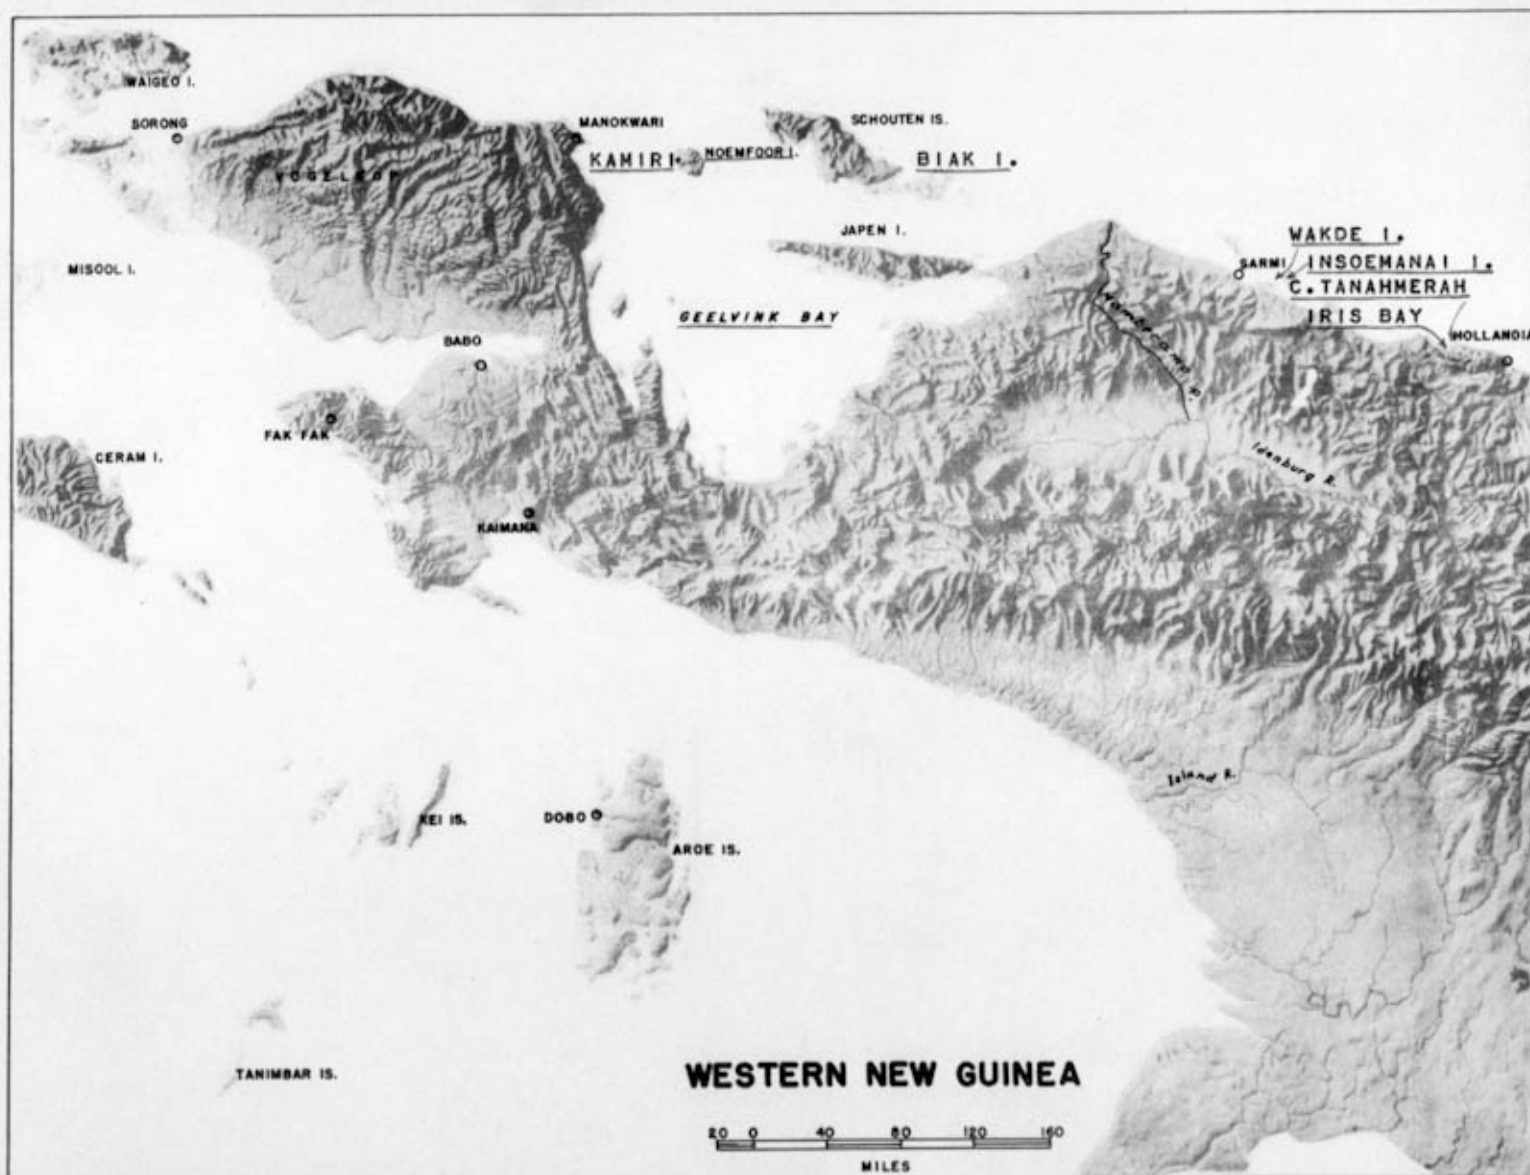 WAIGEO I.
SORONG
MANOKWARI
SCHOUTEN IS.
KAMIRI
NOEMFOOR I.
BIAK I.
VOGELKOP
JAPEN I.
WAKDE I.
MISOOL I.
SARMI
INSOEMANAI I.
C. TANAHMERAH
GEELVINK BAY
IRIS BAY
HOLLANDIA
BABO
FAK FAK
CERAM I.
Idenburg R.
KAIMANA
Island R.
KEI IS.
DOBO
AROE IS.
TANIMBAR IS.
WESTERN NEW GUINEA
20 0 40 80 120 160
MILES